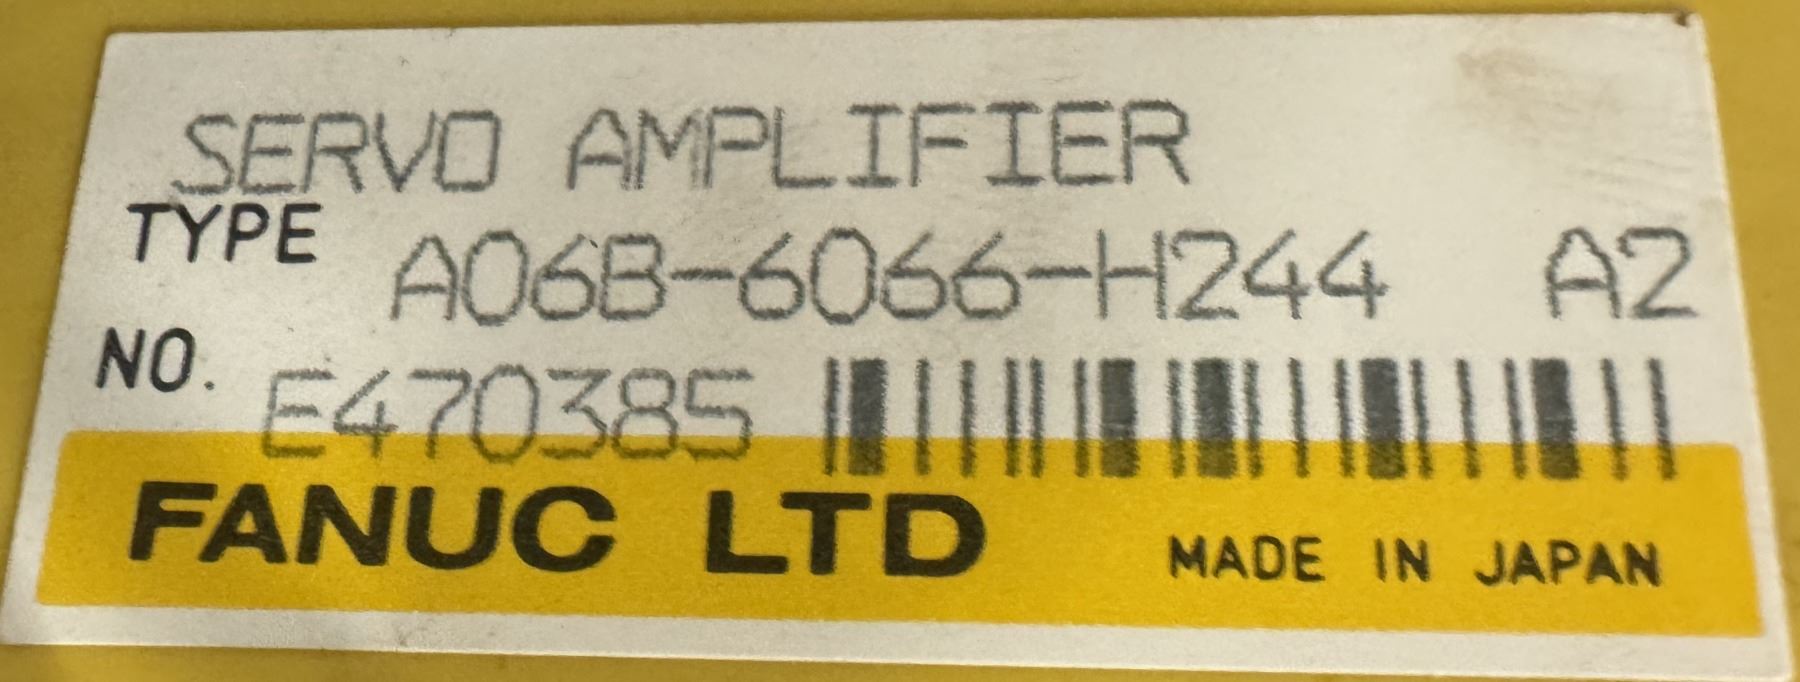 SERVO AMPLIFIER
TYPE A06B-6066-H244 A2
NO. E470385
FANUC LTD MADE IN JAPAN